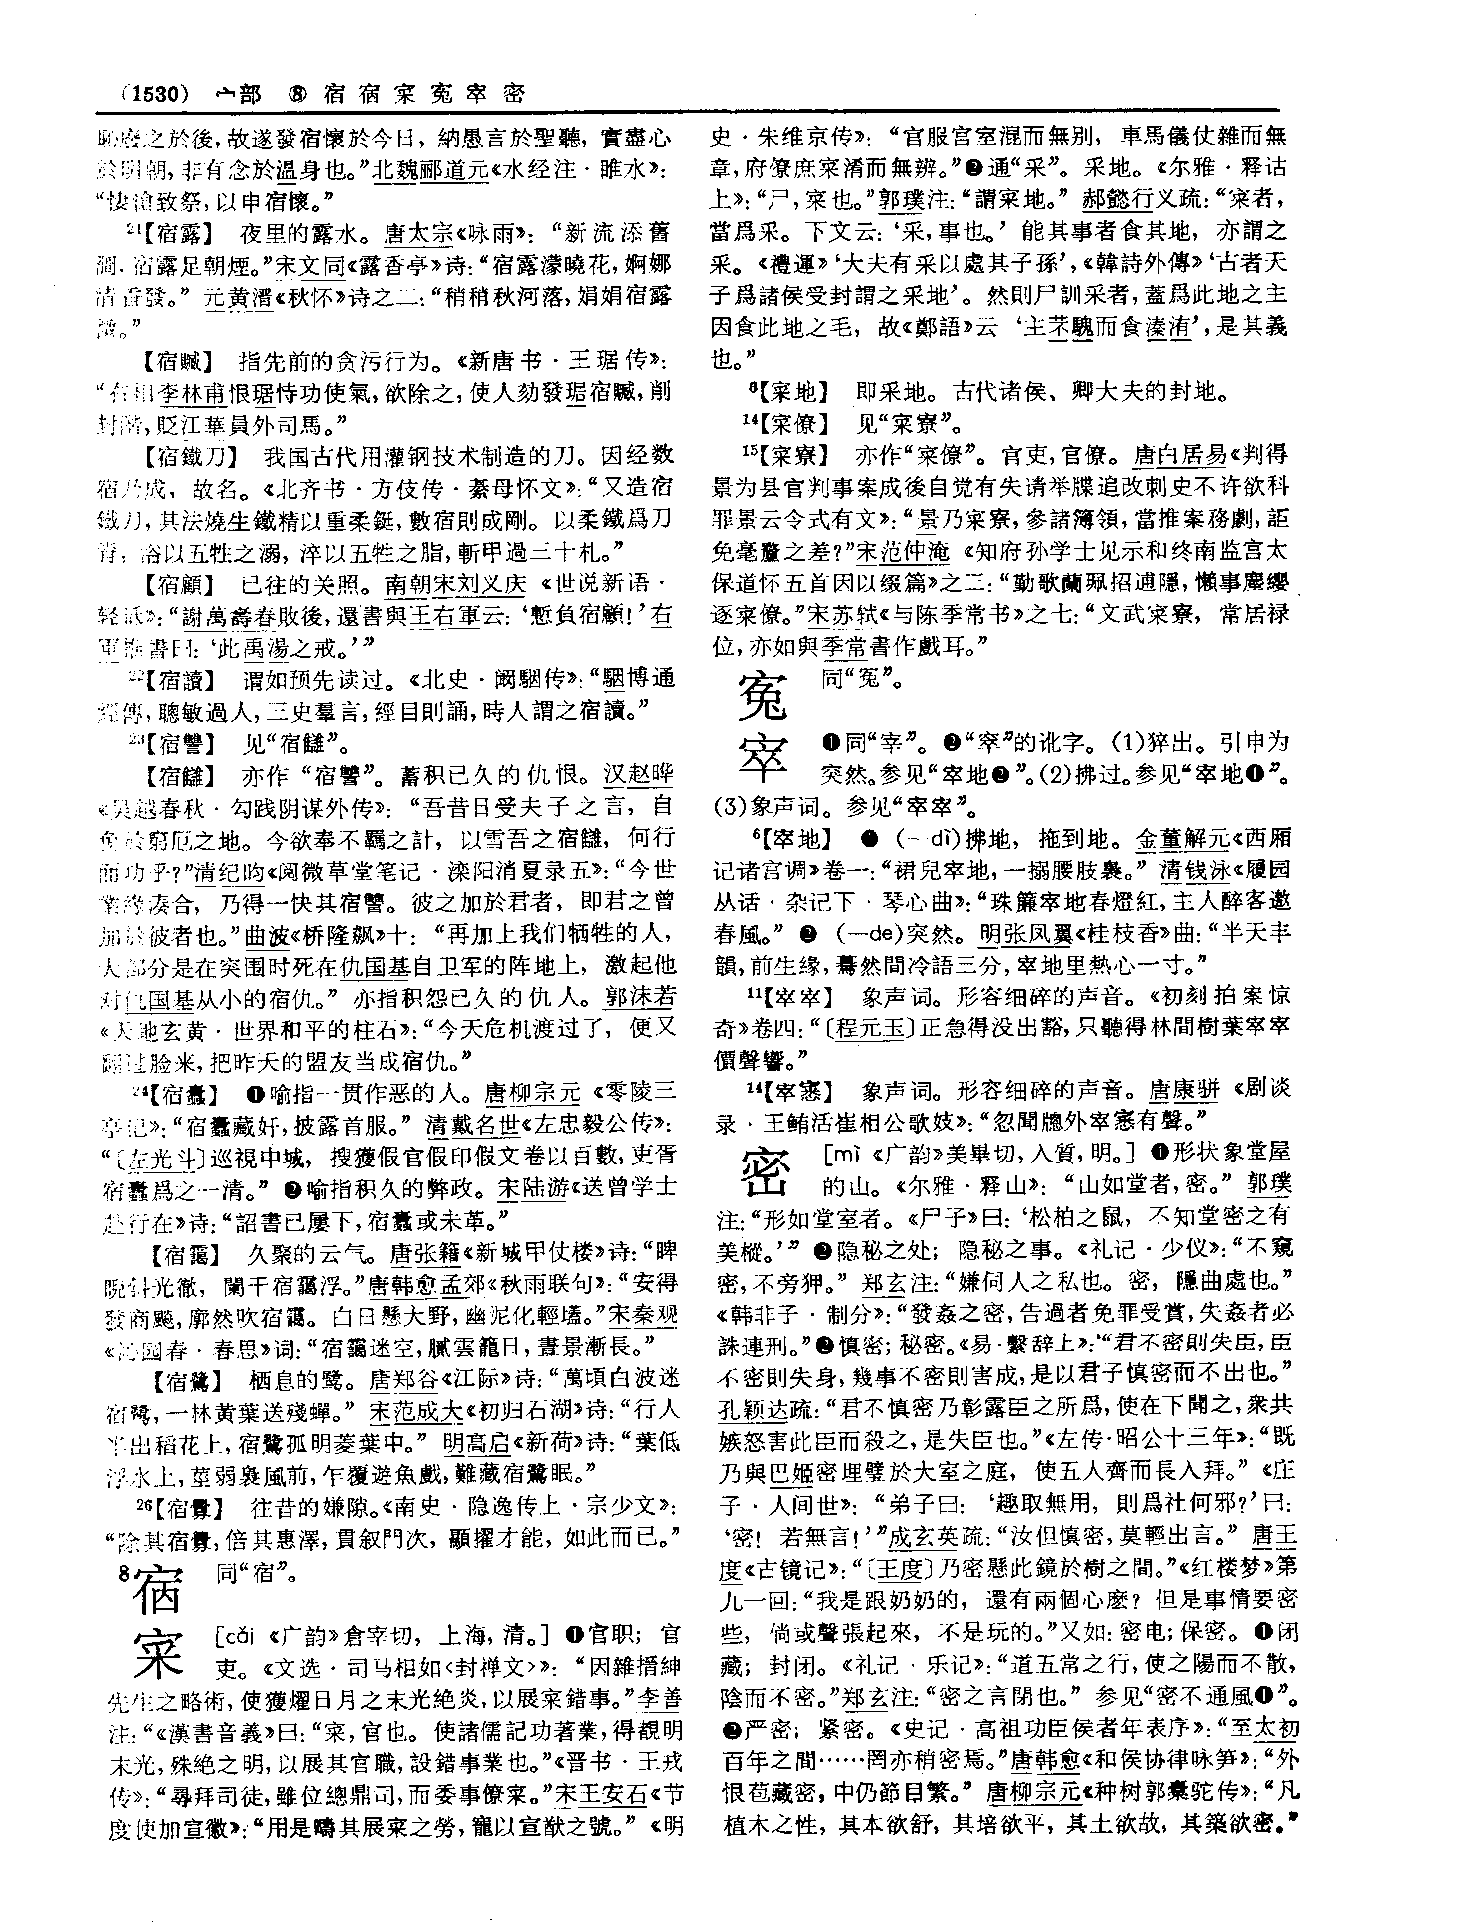 (1530) 宀部 ⑧ 宿㝛寀寃窣密
之於後,故遂發宿懷於今日,納愚言於聖聽,實盡心
明朝,非有念於温身也。”北魏郦道元《水经注·睢水》:
“悽愴致祭,以申宿懷。”
²¹【宿露】 夜里的露水。唐太宗《咏雨》:“新流添舊
澗,宿露足朝煙。”宋文同《露香亭》诗:“宿露濛曉花,婀娜
清香發。” 元黄溍《秋怀》诗之二:“稍稍秋河落,娟娟宿露
。”
【宿贓】 指先前的贪污行为。《新唐书·王琚传》:
“右相李林甫恨琚恃功使氣,欲除之,使人劾發琚宿贓,削
封階,貶江華員外司馬。”
【宿鐵刀】 我国古代用灌钢技术制造的刀。因经数
宿乃成,故名。《北齐书·方伎传·綦母怀文》:“又造宿
鐵刀,其法燒生鐵精以重柔鋌,數宿則成剛。以柔鐵爲刀
脊,浴以五牲之溺,淬以五牲之脂,斬甲過三十札。”
【宿顧】 已往的关照。南朝宋刘义庆《世说新语·
轻诋》:“謝萬壽春敗後,還書與王右軍云:‘慙負宿顧!’右
軍推書曰:‘此禹湯之戒。’”
²²【宿讀】 谓如预先读过。《北史·阚駰传》:“駰博通
經傳,聰敏過人,三史羣言,經目則誦,時人謂之宿讀。”
²³【宿讐】 见“宿讎”。
【宿讎】 亦作“宿讐”。蓄积已久的仇恨。汉赵晔
《吴越春秋·勾践阴谋外传》:“吾昔日受夫子之言,自
免於窮厄之地。今欲奉不羈之計,以雪吾之宿讎,何行
而功乎?”清纪昀《阅微草堂笔记·滦阳消夏录五》:“今世
業緣湊合,乃得一快其宿讐。彼之加於君者,即君之曾
加於彼者也。”曲波《桥隆飙》十:“再加上我们牺牲的人,
大部分是在突围时死在仇国基自卫军的阵地上,激起他
对仇国基从小的宿仇。” 亦指积怨已久的仇人。郭沫若
《天地玄黄·世界和平的柱石》:“今天危机渡过了,便又
翻过脸来,把昨天的盟友当成宿仇。”
²⁴【宿蠹】 ❶喻指一贯作恶的人。唐柳宗元《零陵三
亭记》:“宿蠹藏奸,披露首服。” 清戴名世《左忠毅公传》:
“〔左光斗〕巡視中城,搜獲假官假印假文卷以百數,吏胥
宿蠹爲之一清。” ❷喻指积久的弊政。宋陆游《送曾学士
赴行在》诗:“詔書已屢下,宿蠹或未革。”
【宿靄】 久聚的云气。唐张籍《新城甲仗楼》诗:“睥
睨斜光徹,闌干宿靄浮。”唐韩愈孟郊《秋雨联句》:“安得
發商飈,廓然吹宿靄。白日懸大野,幽泥化輕壒。”宋秦观
《沁园春·春思》词:“宿靄迷空,膩雲籠日,晝景漸長。”
【宿鷺】 栖息的鹭。唐郑谷《江际》诗:“萬頃白波迷
宿鷺,一林黃葉送殘蟬。” 宋范成大《初归石湖》诗:“行人
半出稻花上,宿鷺孤明菱葉中。” 明高启《新荷》诗:“葉低
浮水上,莖弱裊風前,乍覆遊魚戲,難藏宿鷺眠。”
²⁶【宿釁】 往昔的嫌隙。《南史·隐逸传上·宗少文》:
“除其宿釁,倍其惠澤,貫叙門次,顯擢才能,如此而已。”
8㝛 同“宿”。
寀 [cǎi 《广韵》倉宰切,上海,清。] ❶官职;官
吏。《文选·司马相如<封禅文>》:“因雜搢紳
先生之略術,使獲燿日月之末光絶炎,以展寀錯事。”李善
注:“《漢書音義》曰:“寀,官也。使諸儒記功著業,得覩明
末光,殊絶之明,以展其官職,設錯事業也。”《晋书·王戎
传》:“尋拜司徒,雖位總鼎司,而委事僚寀。”宋王安石《节
度使加宣徽》:“用是疇其展寀之勞,寵以宣猷之號。” 《明
史·朱维京传》:“官服宫室混而無别,車馬儀仗雜而無
章,府僚庶寀淆而無辨。”❷通“采”。采地。《尔雅·释诂
上》:“尸,寀也。”郭璞注:“謂寀地。” 郝懿行义疏:“寀者,
當爲采。下文云:‘采,事也。’能其事者食其地,亦謂之
采。《禮運》‘大夫有采以處其子孫’,《韓詩外傳》‘古者天
子爲諸侯受封謂之采地’。然則尸訓采者,蓋爲此地之主
因食此地之毛,故《鄭語》云 ‘主芣騩而食溱洧’,是其義
也。”
⁶【寀地】 即采地。古代诸侯、卿大夫的封地。
¹⁴【寀僚】 见“寀寮”。
¹⁵【寀寮】 亦作“寀僚”。官吏,官僚。唐白居易《判得
景为县官判事案成後自觉有失请举牒追改刺史不许欲科
罪景云令式有文》:“景乃寀寮,參諸簿領,當推案務劇,詎
免毫釐之差?”宋范仲淹《知府孙学士见示和终南监宫太
保道怀五首因以缀篇》之二:“勤歌蘭珮招逋隱,懶事塵纓
逐寀僚。”宋苏轼《与陈季常书》之七:“文武寀寮,常居禄
位,亦如與季常書作戲耳。”
寃 同“冤”。
窣 ❶同“宰”。❷“窣”的讹字。(1)猝出。引申为
突然。参见“窣地❷”。(2)拂过。参见“窣地❶”。
(3)象声词。参见“窣窣”。
⁶【窣地】 ❶ (—dì)拂地,拖到地。金董解元《西厢
记诸宫调》卷一:“裙兒窣地,一搦腰肢裊。” 清钱泳《履园
丛话·杂记下·琴心曲》:“珠簾窣地春燈紅,主人醉客邀
春風。” ❷ (—de)突然。明张凤翼《桂枝香》曲:“半天丰
韻,前生缘,驀然間冷語三分,窣地里熱心一寸。”
¹¹【窣窣】 象声词。形容细碎的声音。《初刻拍案惊
奇》卷四:“〔程元玉〕正急得没出豁,只聽得林間樹葉窣窣
價聲響。”
¹⁴【窣窸】 象声词。形容细碎的声音。唐康骈《剧谈
录·王鲔活崔相公歌妓》:“忽聞牕外窣窸有聲。”
密 [mì 《广韵》美畢切,入質,明。] ❶形状象堂屋
的山。《尔雅·释山》:“山如堂者,密。” 郭璞
注:“形如堂室者。《尸子》曰:‘松柏之鼠,不知堂密之有
美樅。’” ❷隐秘之处;隐秘之事。《礼记·少仪》:“不窺
密,不旁狎。” 郑玄注:“嫌伺人之私也。密,隱曲處也。”
《韩非子·制分》:“發姦之密,告過者免罪受賞,失姦者必
誅連刑。”❸慎密;秘密。《易·繫辞上》:“君不密則失臣,臣
不密則失身,幾事不密則害成,是以君子慎密而不出也。”
孔颖达疏:“君不慎密乃彰露臣之所爲,使在下聞之,衆共
嫉怒害此臣而殺之,是失臣也。”《左传·昭公十三年》:“既
乃與巴姬密埋璧於大室之庭,使五人齊而長入拜。” 《庄
子·人间世》:“弟子曰:‘趣取無用,則爲社何邪?’曰:
‘密!若無言!’”成玄英疏:“汝但慎密,莫輕出言。” 唐王
度《古镜记》:“〔王度〕乃密懸此鏡於樹之間。”《红楼梦》第
九一回:“我是跟奶奶的,還有兩個心麽?但是事情要密
些,倘或聲張起來,不是玩的。”又如:密电;保密。❹闭
藏;封闭。《礼记·乐记》:“道五常之行,使之陽而不散,
陰而不密。”郑玄注:“密之言閉也。” 参见“密不通風❶”。
❺严密;紧密。《史记·高祖功臣侯者年表序》:“至太初
百年之間……罔亦稍密焉。”唐韩愈《和侯协律咏笋》:“外
恨苞藏密,中仍節目繁。” 唐柳宗元《种树郭橐驼传》:“凡
植木之性,其本欲舒,其培欲平,其土欲故,其築欲密。”